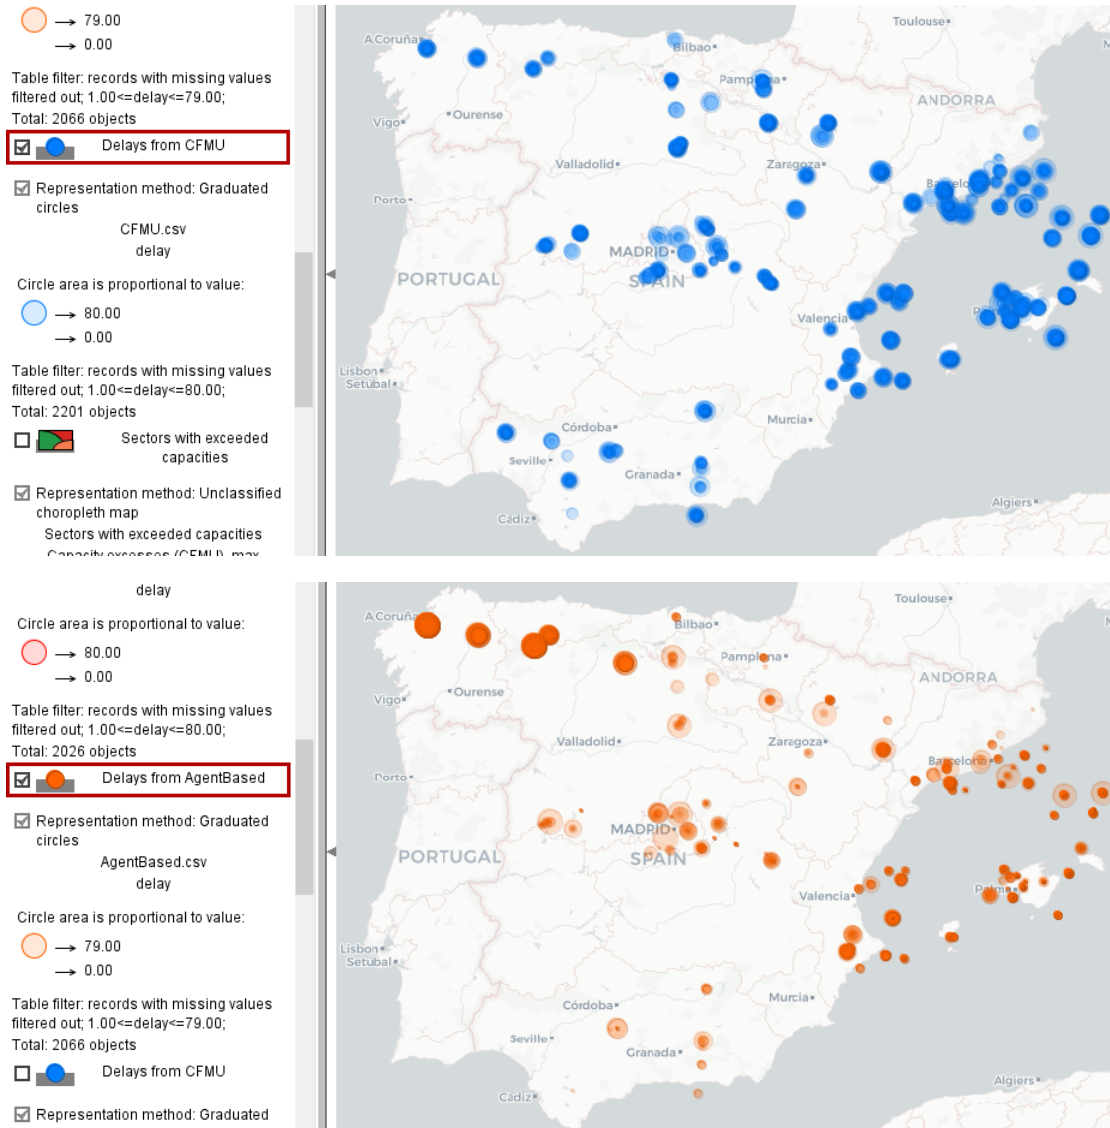 → 79.00
→ 0.00
Table filter: records with missing values
filtered out; 1.00<=delay<=79.00;
Total: 2066 objects
Delays from CFMU
Representation method: Graduated
circles
CFMU.csv
delay
Circle area is proportional to value:
→ 80.00
→ 0.00
Table filter: records with missing values
filtered out; 1.00<=delay<=80.00;
Total: 2201 objects
Sectors with exceeded
capacities
Representation method: Unclassified
choropleth map
Sectors with exceeded capacities
Capacity excesses (CFMU), max
Toulouse
A Coruña
Bilbao
Pamplona
ANDORRA
Ourense
Vigo
Valladolid
Zaragoza
Barcelona
Porto
MADRID
PORTUGAL
SPAIN
Valencia
Lisbon
Setúbal
Murcia
Córdoba
Seville
Granada
Cádiz
Algiers
delay
Circle area is proportional to value:
→ 80.00
→ 0.00
Table filter: records with missing values
filtered out; 1.00<=delay<=80.00;
Total: 2026 objects
Delays from AgentBased
Representation method: Graduated
circles
AgentBased.csv
delay
Circle area is proportional to value:
→ 79.00
→ 0.00
Table filter: records with missing values
filtered out; 1.00<=delay<=79.00;
Total: 2066 objects
Delays from CFMU
Representation method: Graduated
Toulouse
A Coruña
Bilbao
Pamplona
ANDORRA
Ourense
Vigo
Valladolid
Zaragoza
Barcelona
Porto
MADRID
PORTUGAL
SPAIN
Valencia
Palma
Lisbon
Setúbal
Murcia
Córdoba
Seville
Granada
Cádiz
Algiers